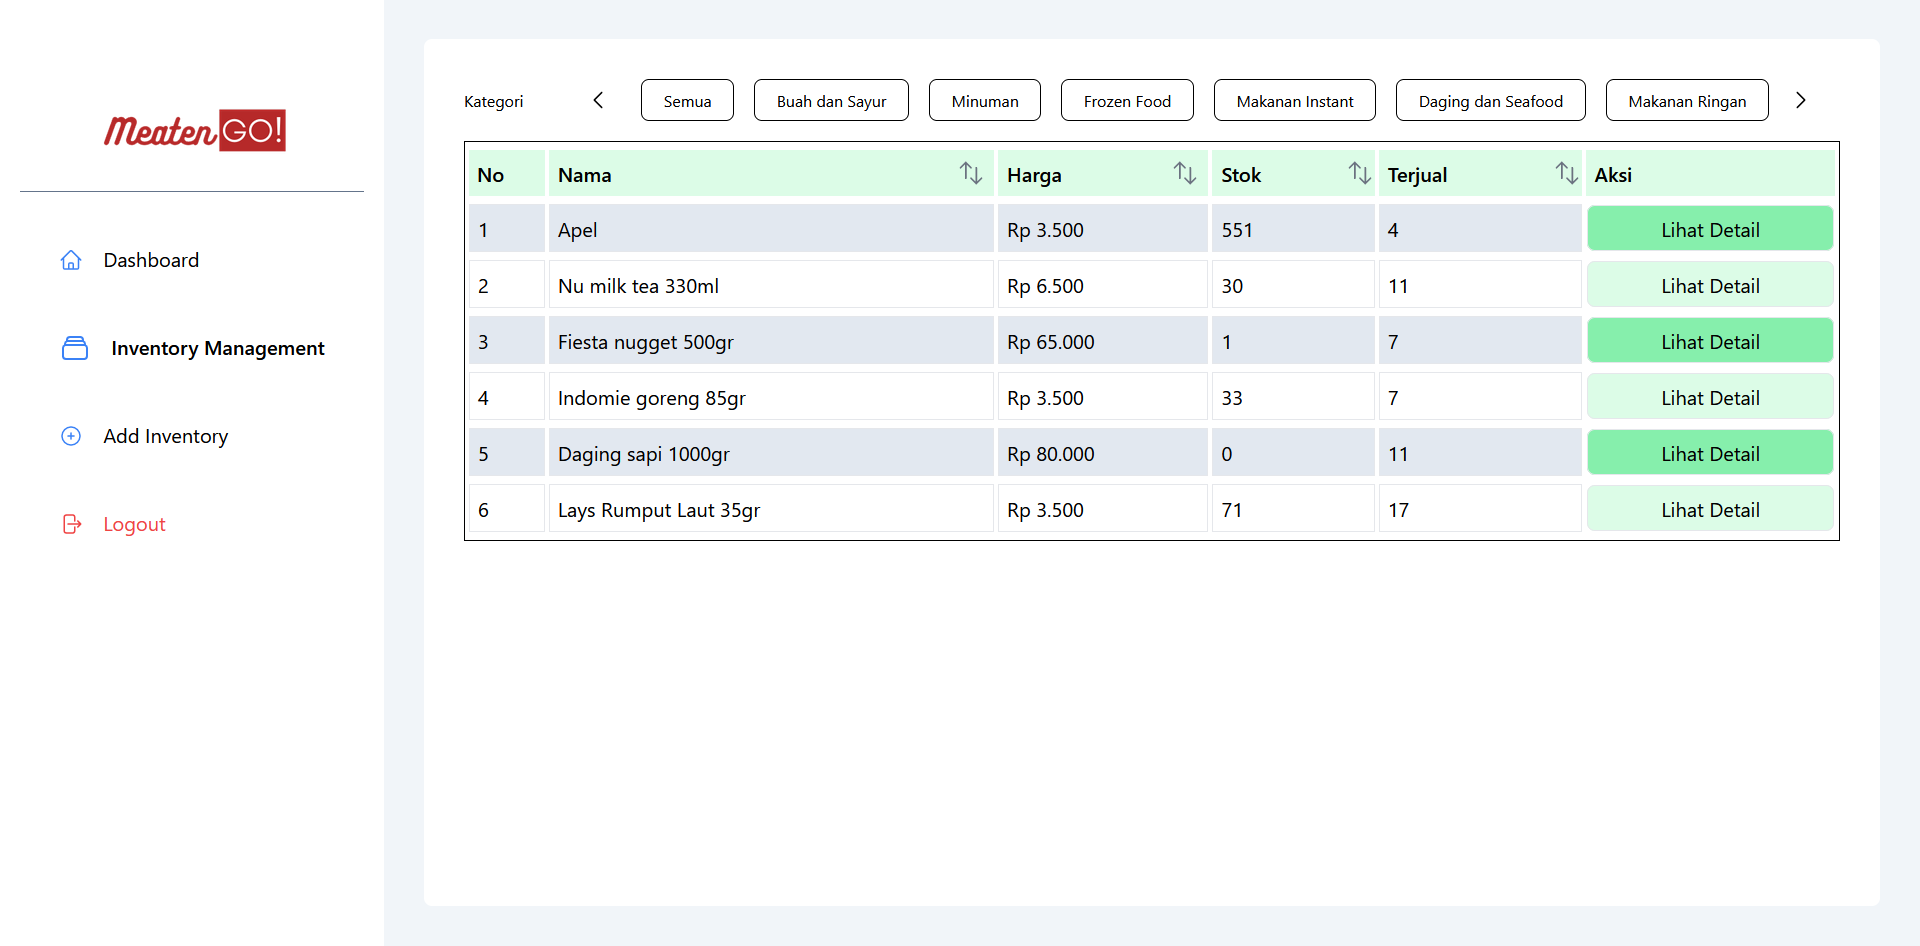 Meaten GO!
Dashboard
Inventory Management
Add Inventory
Logout
Kategori Semua Buah dan Sayur Minuman Frozen Food Makanan Instant Daging dan Seafood Makanan Ringan
No Nama Harga Stok Terjual Aksi
1 Apel Rp 3.500 551 4 Lihat Detail
2 Nu milk tea 330ml Rp 6.500 30 11 Lihat Detail
3 Fiesta nugget 500gr Rp 65.000 1 7 Lihat Detail
4 Indomie goreng 85gr Rp 3.500 33 7 Lihat Detail
5 Daging sapi 1000gr Rp 80.000 0 11 Lihat Detail
6 Lays Rumput Laut 35gr Rp 3.500 71 17 Lihat Detail